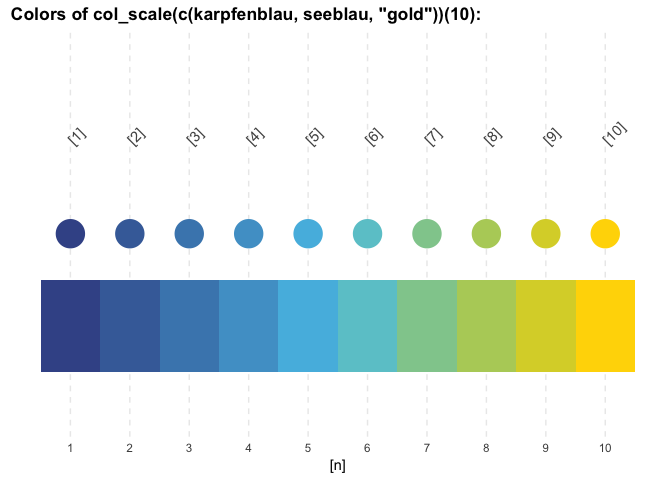 Colors of col_scale(c(karpfenblau, seeblau, "gold"))(10):
[1] [2] [3] [4] [5] [6] [7] [8] [9] [10]
1 2 3 4 5 6 7 8 9 10
[n]